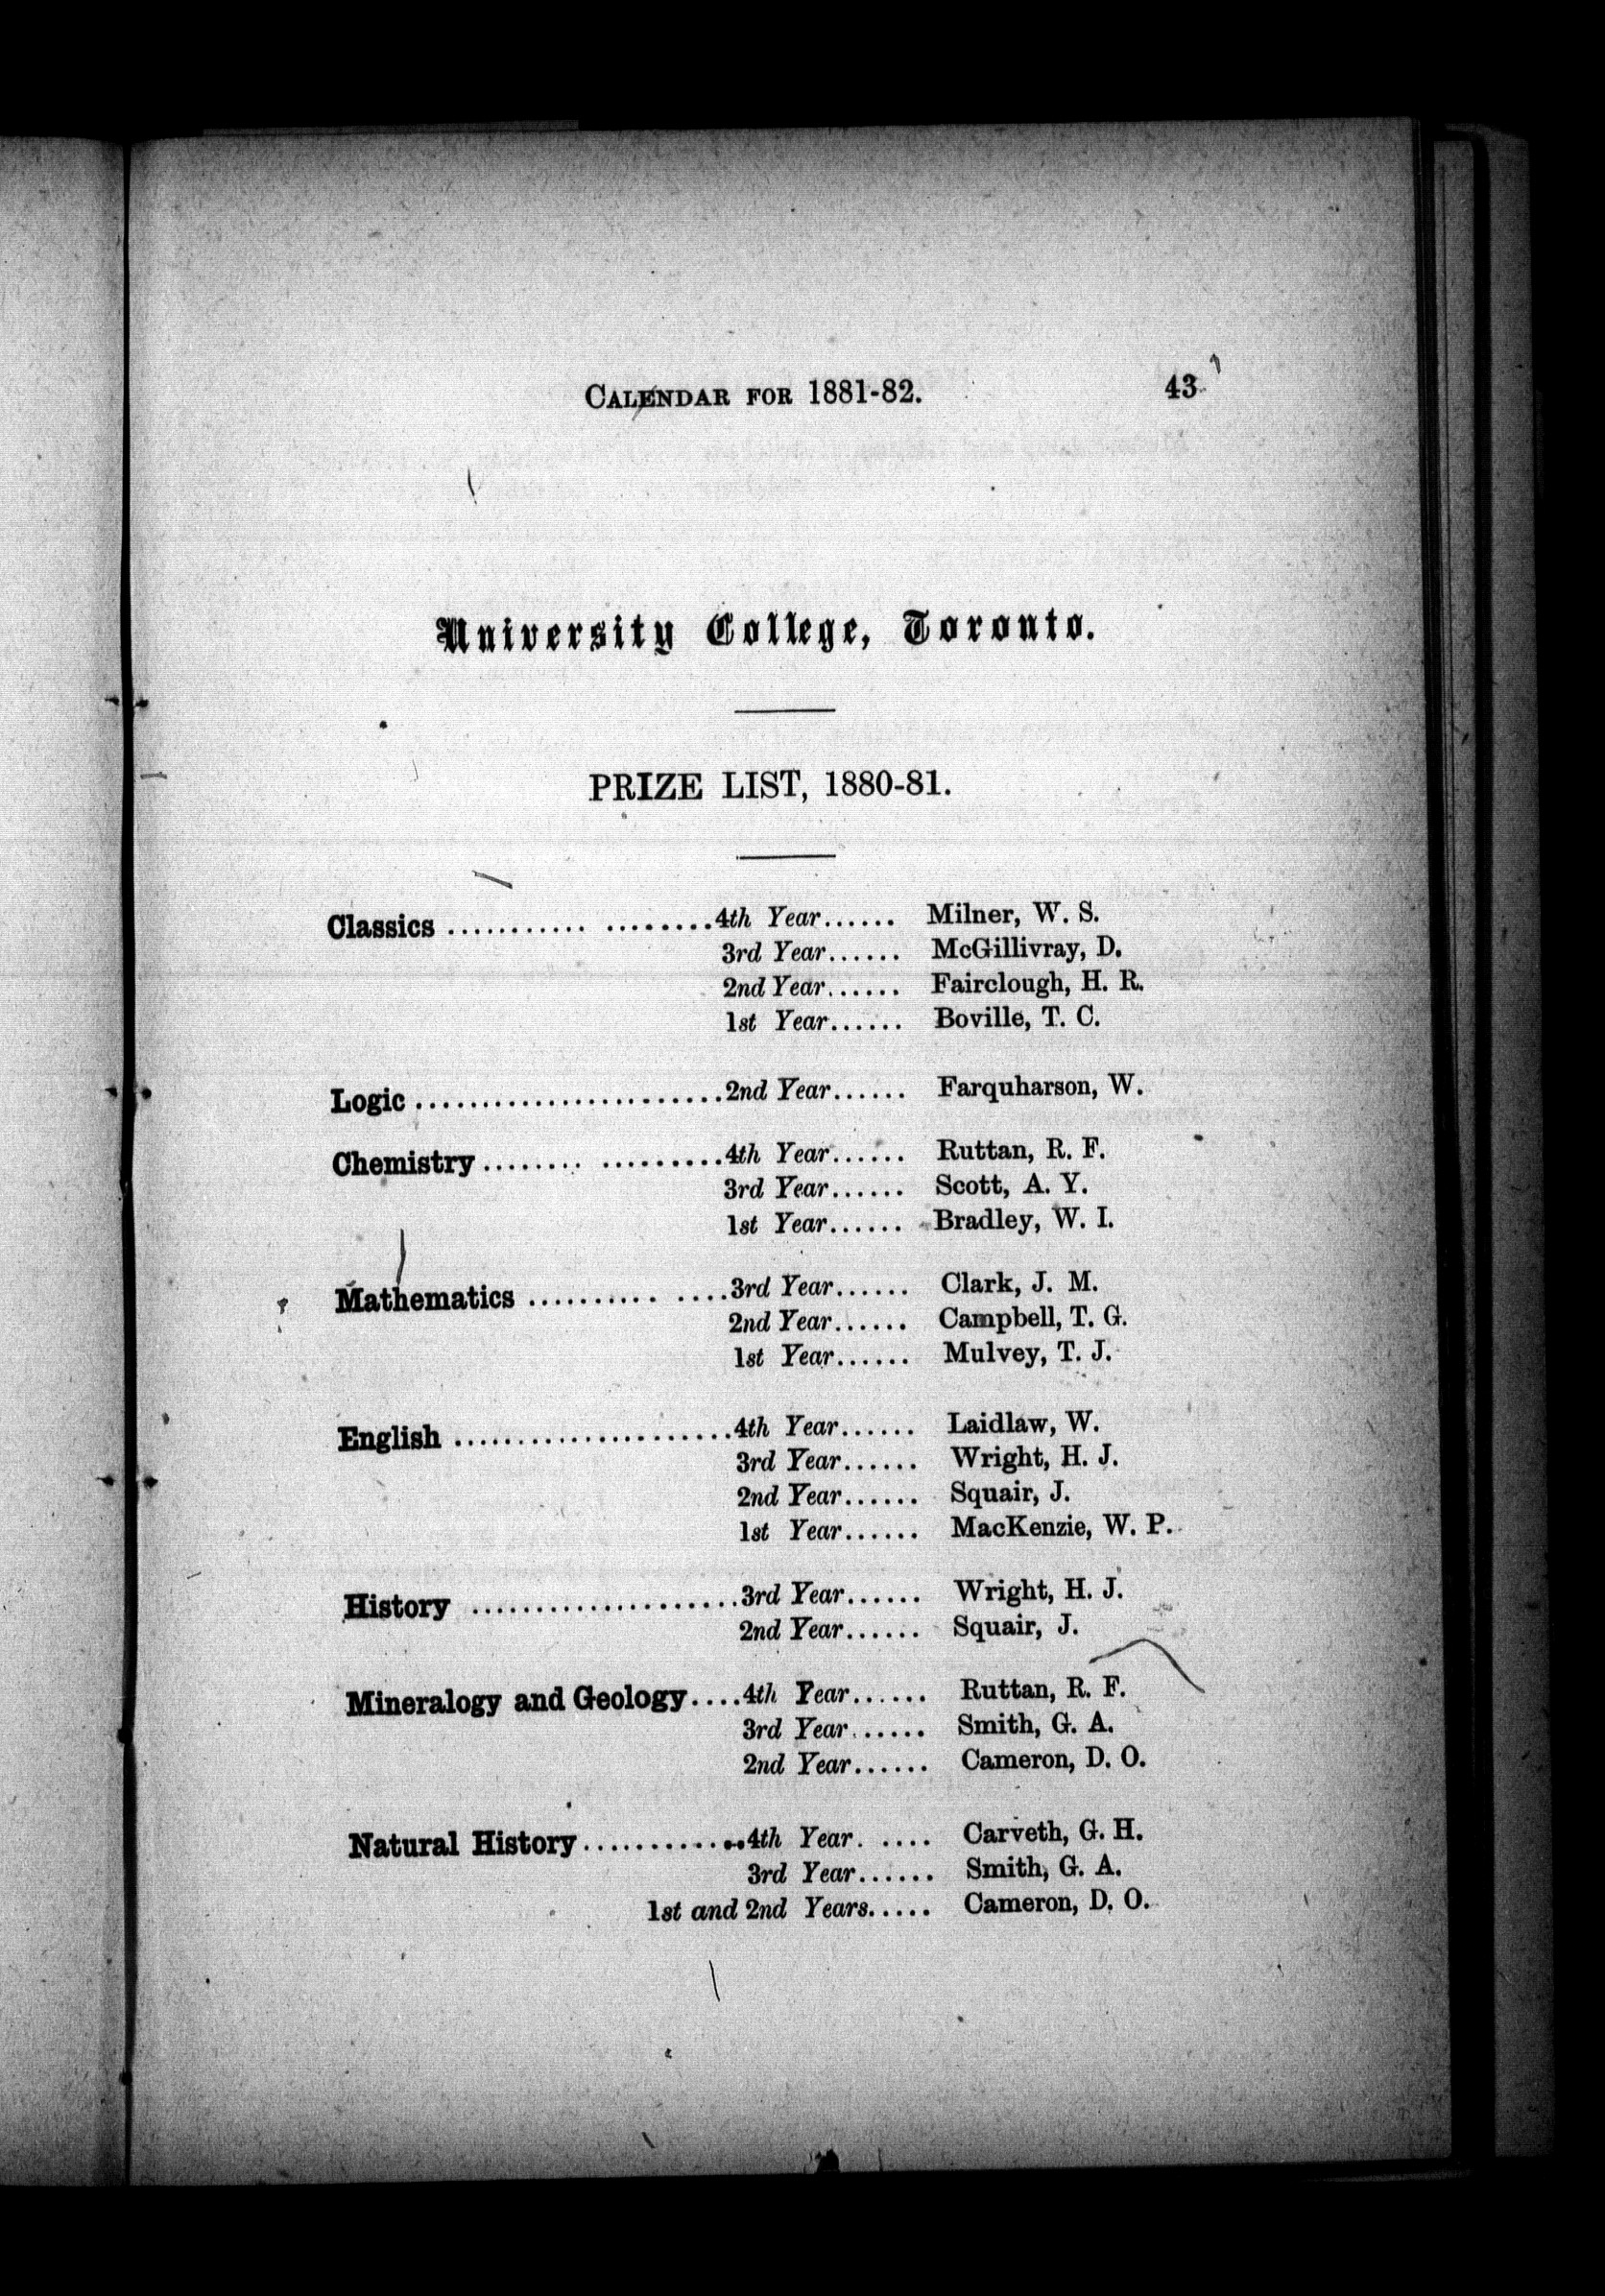 CALENDAR FOR 1881-82. 43
University College, Toronto.
PRIZE LIST, 1880-81.
Classics ........... ........4th Year...... Milner, W. S.
3rd Year...... McGillivray, D.
2nd Year...... Fairclough, H. R.
1st Year...... Boville, T. C.
Logic .......................2nd Year...... Farquharson, W.
Chemistry........ .........4th Year...... Ruttan, R. F.
3rd Year...... Scott, A. Y.
1st Year...... Bradley, W. I.
Mathematics .......... ....3rd Year...... Clark, J. M.
2nd Year...... Campbell, T. G.
1st Year...... Mulvey, T. J.
English .....................4th Year...... Laidlaw, W.
3rd Year...... Wright, H. J.
2nd Year...... Squair, J.
1st Year...... MacKenzie, W. P.
History .....................3rd Year...... Wright, H. J.
2nd Year...... Squair, J.
Mineralogy and Geology....4th Year...... Ruttan, R. F.
3rd Year...... Smith, G. A.
2nd Year...... Cameron, D. O.
Natural History.............4th Year. .... Carveth, G. H.
3rd Year...... Smith, G. A.
1st and 2nd Years..... Cameron, D. O.